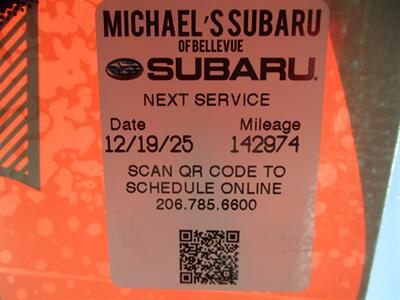 MICHAEL'S SUBARU
OF BELLEVUE
SUBARU
NEXT SERVICE
Date Mileage
12/19/25 142974
SCAN QR CODE TO
SCHEDULE ONLINE
206.785.6600